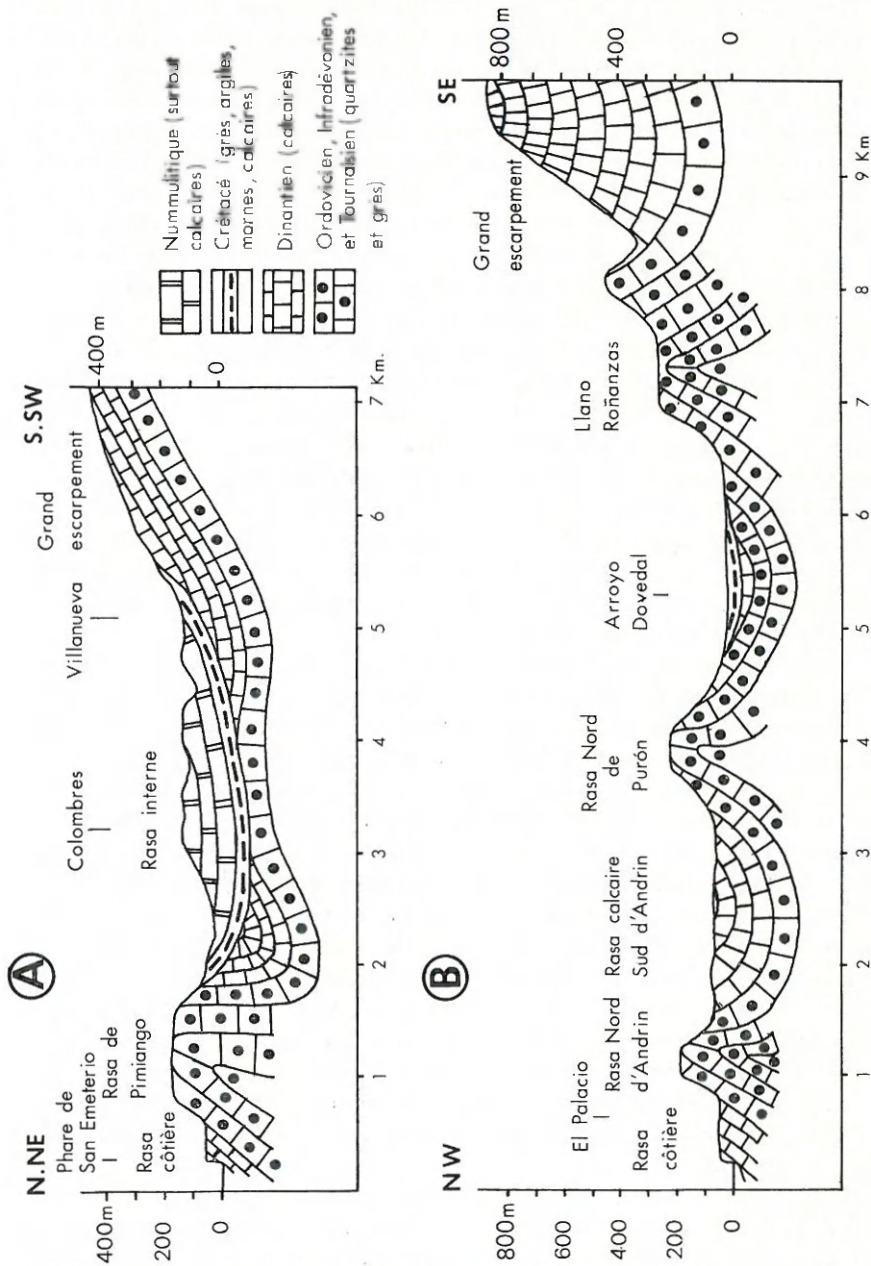 A
N.NE
S.SW
Phare de
San Emeterio
Rasa de
Pimiango
Rasa
côtière
Colombres
Rasa interne
Villanueva
Grand
escarpement
400m
200
0
400m
0
1
2
3
4
5
6
7 Km.
Nummulitique (surtout
calcaires)
Crétacé (grès, argiles,
marnes, calcaires)
Dinantien (calcaires)
Ordovicien, Infradévonien,
et Tournaisien (quartzites
et grès)
B
NW
SE
El Palacio
Rasa
côtière
Rasa Nord
d'Andrin
Rasa calcaire
Sud d'Andrin
Rasa Nord
de
Purón
Arroyo
Dovedal
Llano
Roñanzas
Grand
escarpement
800m
600
400
200
0
800m
400
0
1
2
3
4
5
6
7
8
9 Km